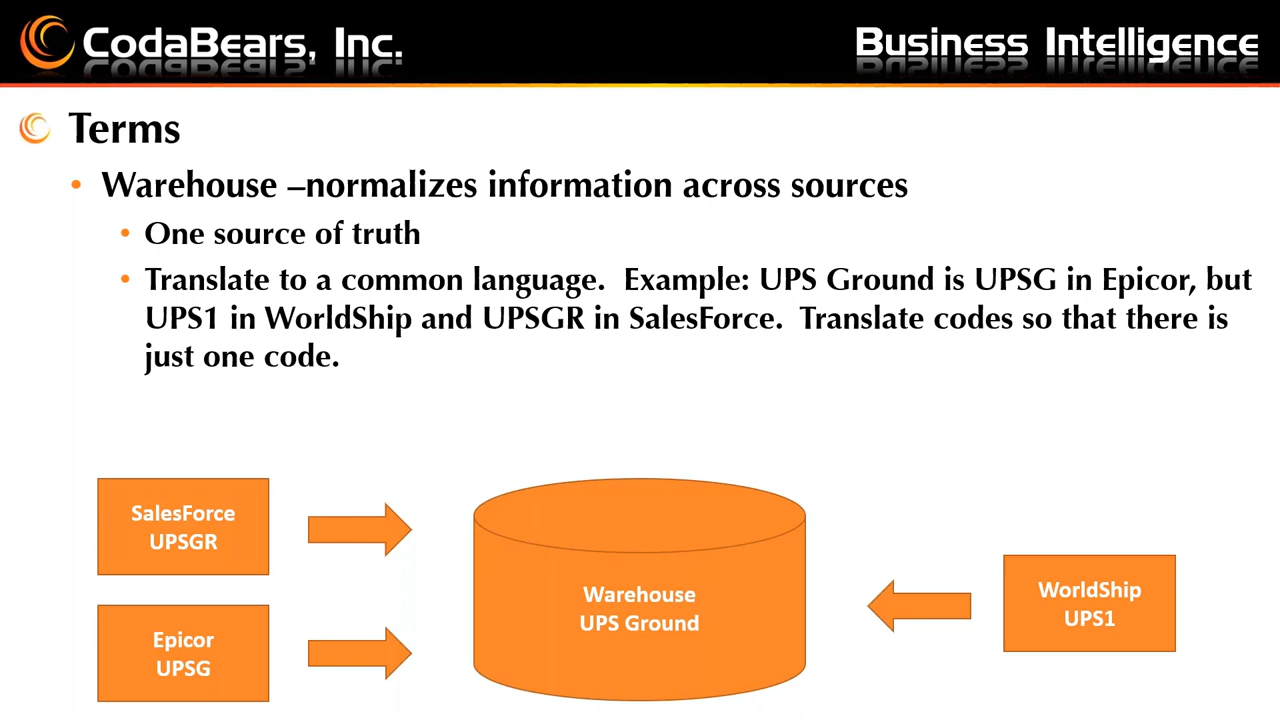 CodaBears, Inc.
Business Intelligence
Terms
• Warehouse –normalizes information across sources
• One source of truth
• Translate to a common language. Example: UPS Ground is UPSG in Epicor, but
UPS1 in WorldShip and UPSGR in SalesForce. Translate codes so that there is
just one code.
SalesForce
UPSGR
Epicor
UPSG
Warehouse
UPS Ground
WorldShip
UPS1